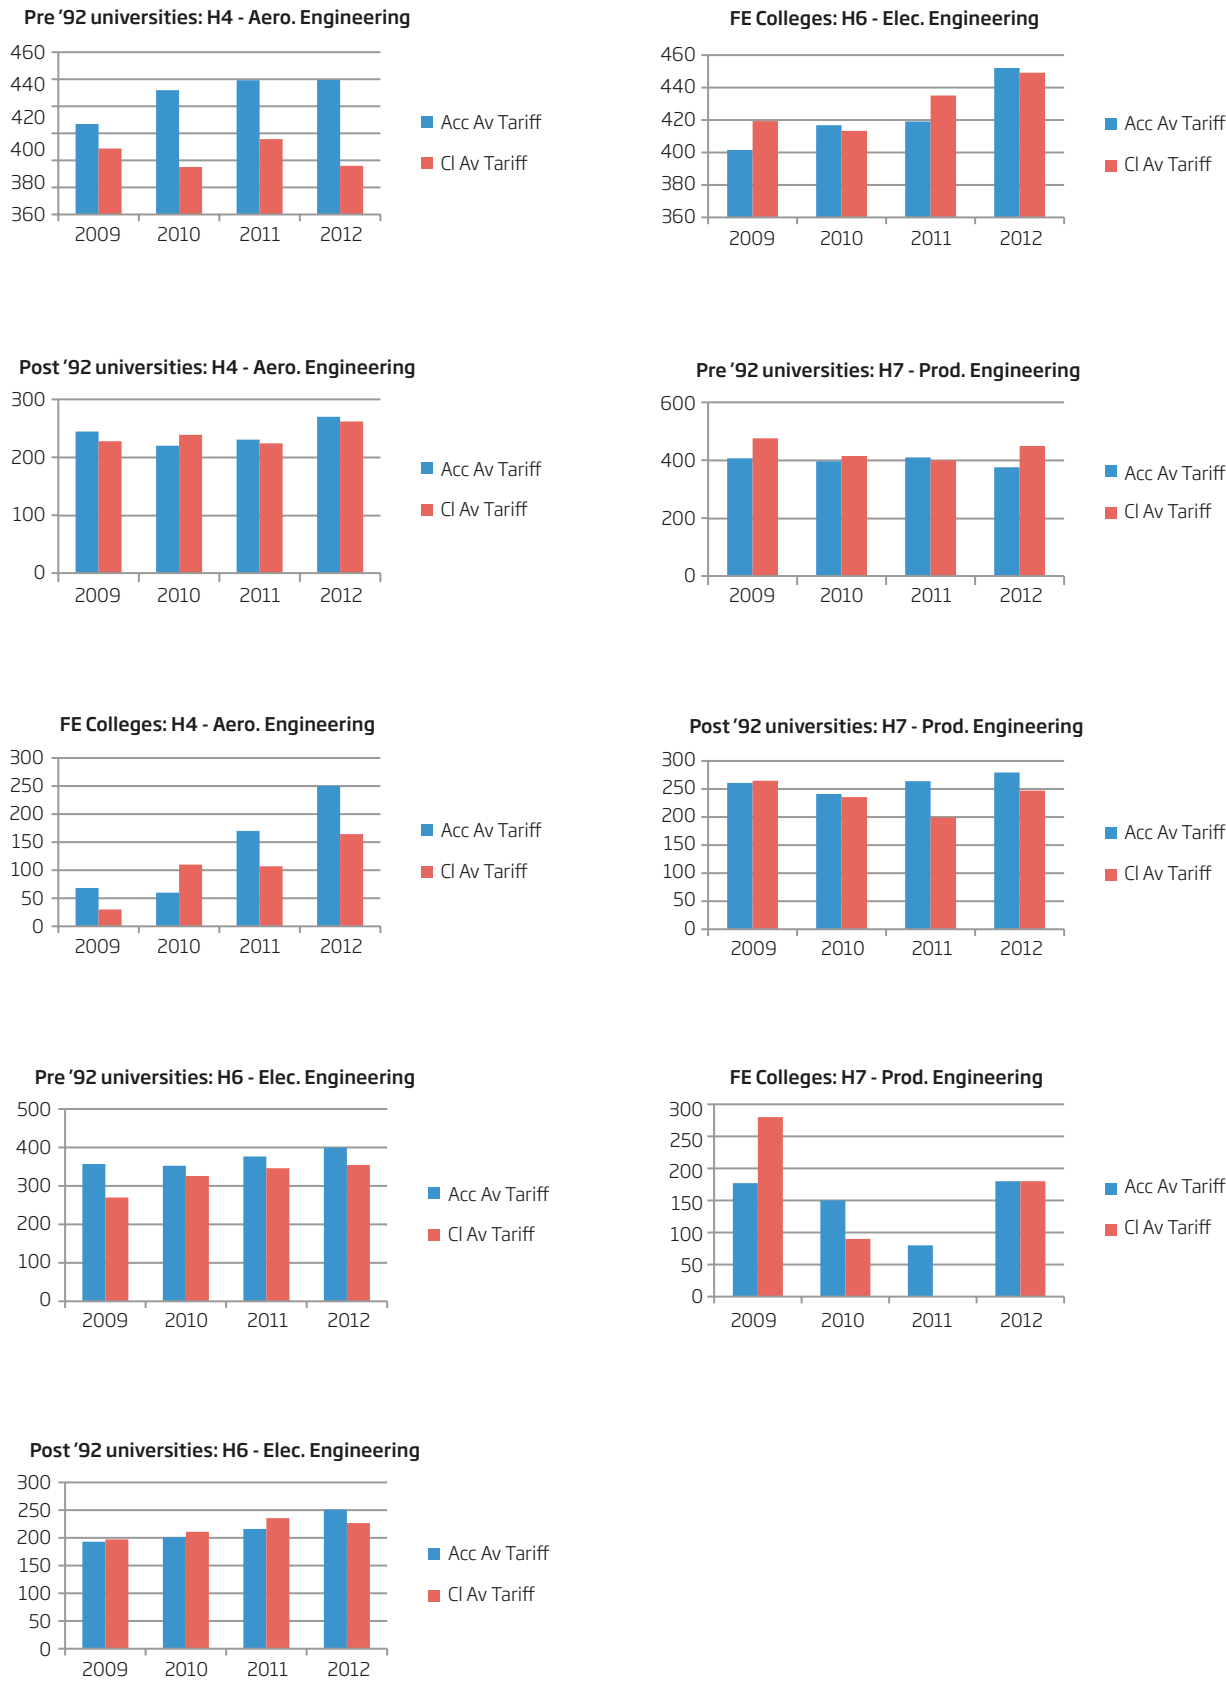 Pre ’92 universities: H4 - Aero. Engineering
460
440
420
400
380
360
2009 2010 2011 2012
Acc Av Tariff
Cl Av Tariff
Post ’92 universities: H4 - Aero. Engineering
300
200
100
0
2009 2010 2011 2012
Acc Av Tariff
Cl Av Tariff
FE Colleges: H4 - Aero. Engineering
300
250
200
150
100
50
0
2009 2010 2011 2012
Acc Av Tariff
Cl Av Tariff
Pre ’92 universities: H6 - Elec. Engineering
500
400
300
200
100
0
2009 2010 2011 2012
Acc Av Tariff
Cl Av Tariff
Post ’92 universities: H6 - Elec. Engineering
300
250
200
150
100
50
0
2009 2010 2011 2012
Acc Av Tariff
Cl Av Tariff
FE Colleges: H6 - Elec. Engineering
460
440
420
400
380
360
2009 2010 2011 2012
Acc Av Tariff
Cl Av Tariff
Pre ’92 universities: H7 - Prod. Engineering
600
400
200
0
2009 2010 2011 2012
Acc Av Tariff
Cl Av Tariff
Post ’92 universities: H7 - Prod. Engineering
300
250
200
150
100
50
0
2009 2010 2011 2012
Acc Av Tariff
Cl Av Tariff
FE Colleges: H7 - Prod. Engineering
300
250
200
150
100
50
0
2009 2010 2011 2012
Acc Av Tariff
Cl Av Tariff